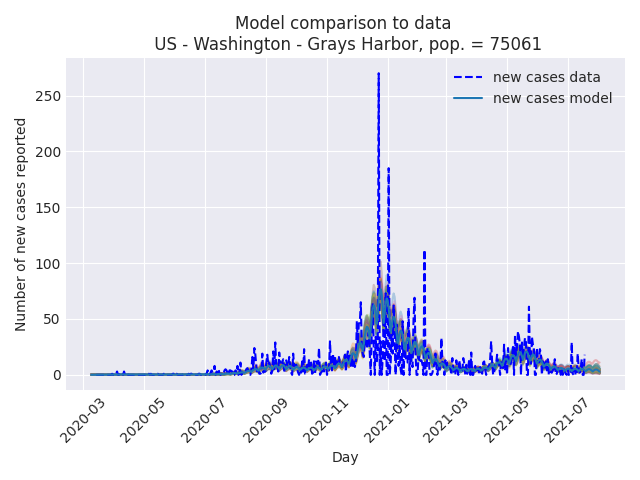 Model comparison to data
US - Washington - Grays Harbor, pop. = 75061
new cases data
new cases model
Number of new cases reported
250
200
150
100
50
0
2020-03
2020-05
2020-07
2020-09
2020-11
2021-01
2021-03
2021-05
2021-07
Day